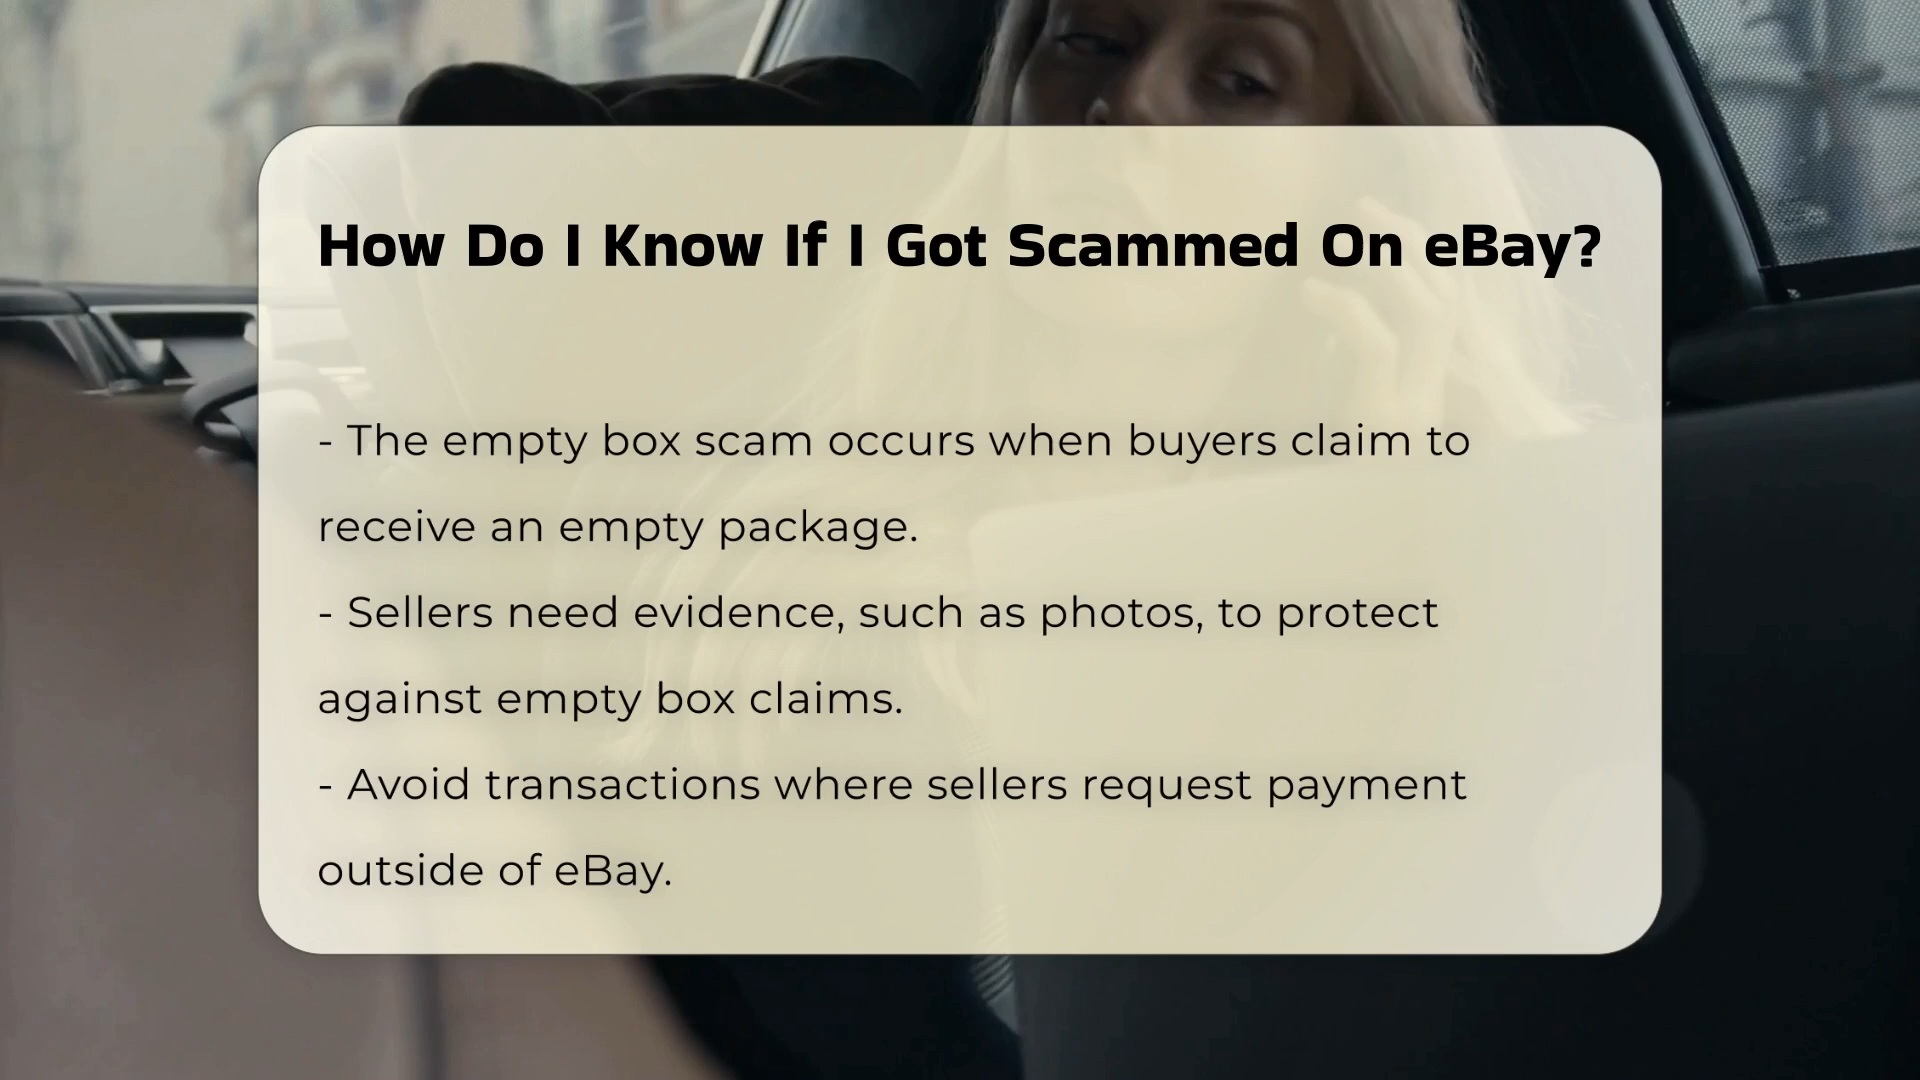 How Do I Know If I Got Scammed On eBay?
- The empty box scam occurs when buyers claim to
receive an empty package.
- Sellers need evidence, such as photos, to protect
against empty box claims.
- Avoid transactions where sellers request payment
outside of eBay.